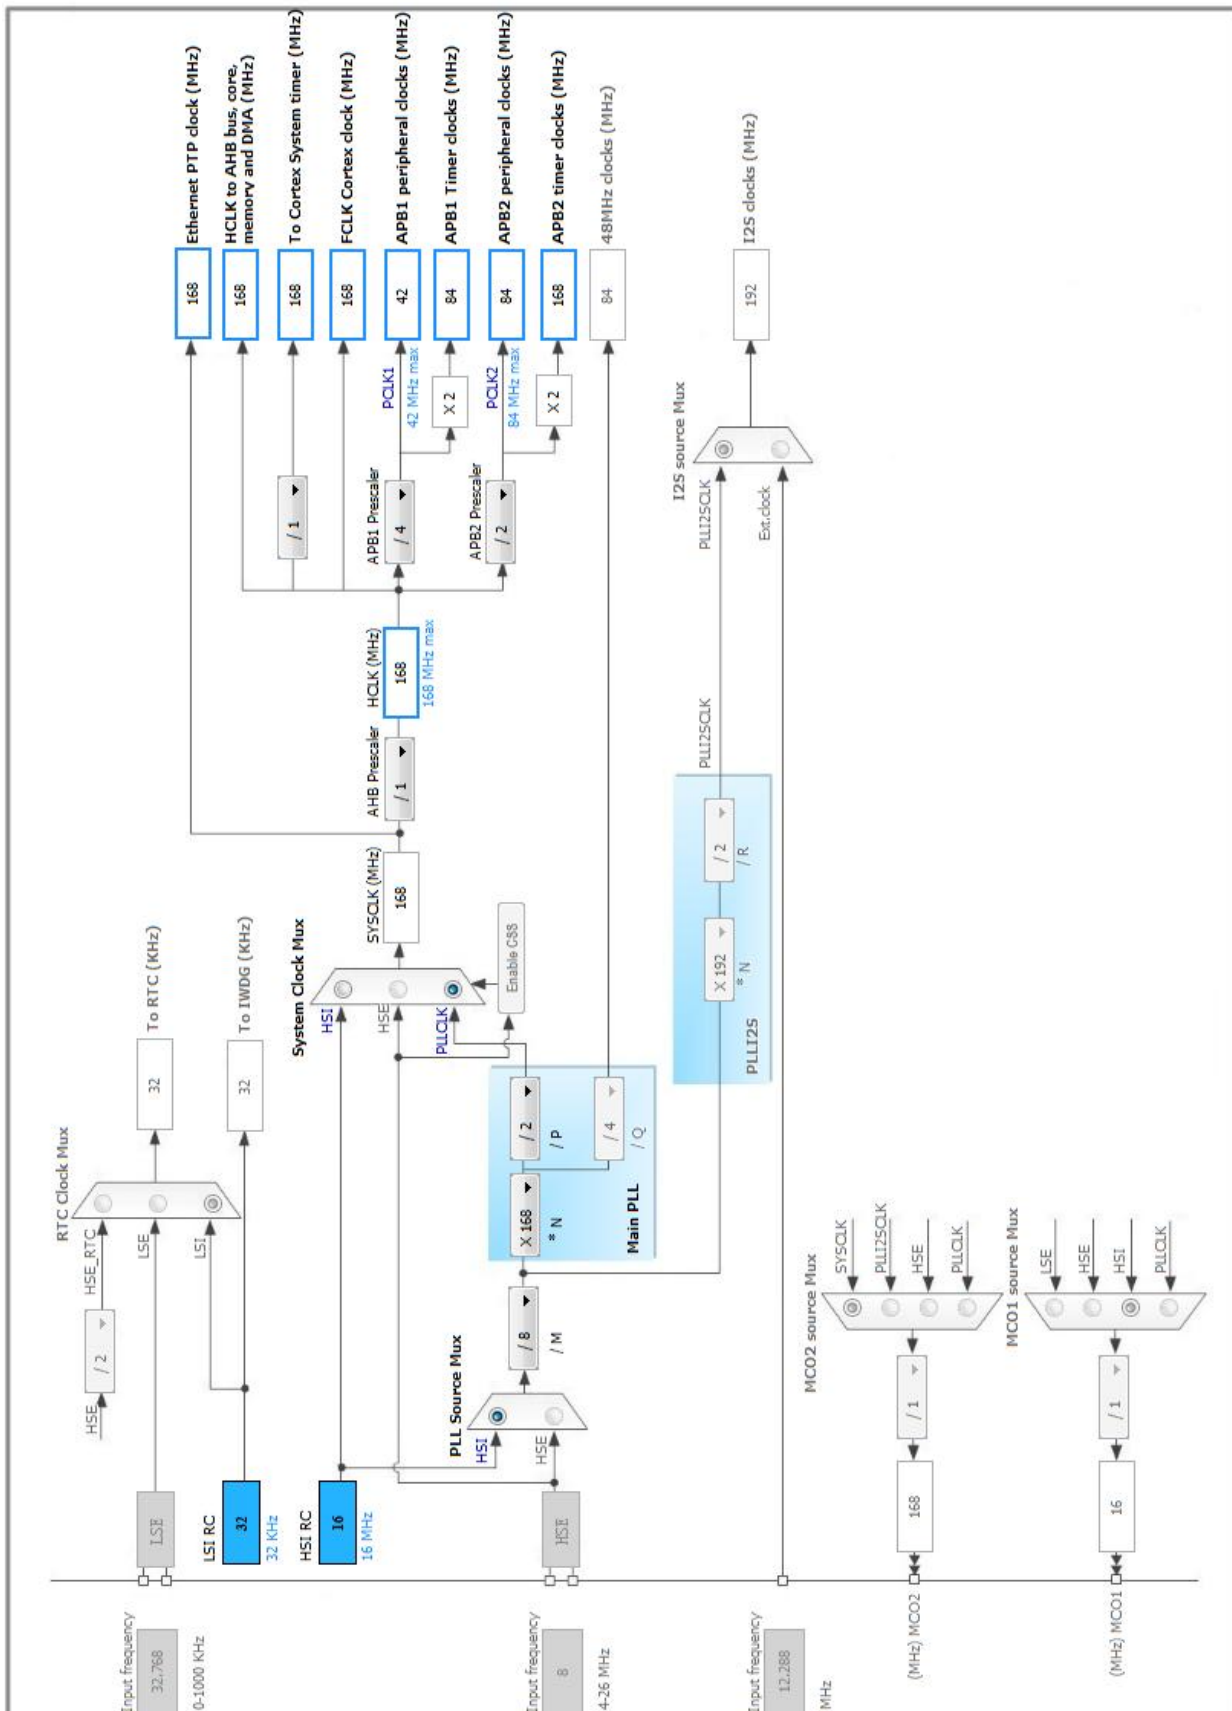 Input frequency
32.768
0-1000 KHz
LSE
HSE
/ 2
HSE_RTC
LSE
LSI
RTC Clock Mux
32
To RTC (KHz)
LSI RC
32
32 KHz
32
To IWDG (KHz)
HSI RC
16
16 MHz
System Clock Mux
HSI
HSE
PLLCLK
Enable CSS
SYSCLK (MHz)
168
AHB Prescaler
/ 1
HCLK (MHz)
168
168 MHz max
168
Ethernet PTP clock (MHz)
168
HCLK to AHB bus, core,
memory and DMA (MHz)
/ 1
168
To Cortex System timer (MHz)
168
FCLK Cortex clock (MHz)
APB1 Prescaler
/ 4
PCLK1
42 MHz max
42
APB1 peripheral clocks (MHz)
X 2
84
APB1 Timer clocks (MHz)
APB2 Prescaler
/ 2
PCLK2
84 MHz max
84
APB2 peripheral clocks (MHz)
X 2
168
APB2 timer clocks (MHz)
84
48MHz clocks (MHz)
Input frequency
8
4-26 MHz
HSE
PLL Source Mux
HSI
HSE
/ 8
/ M
X 168
* N
/ 2
/ P
/ 4
/ Q
Main PLL
PLLI2S
X 192
* N
/ 2
/ R
PLLI2SCLK
I2S source Mux
PLLI2SCLK
Ext.clock
192
I2S clocks (MHz)
Input frequency
12.288
MHz
MCO2 source Mux
SYSCLK
PLLI2SCLK
HSE
PLLCLK
/ 1
168
(MHz) MCO2
MCO1 source Mux
LSE
HSE
HSI
PLLCLK
/ 1
16
(MHz) MCO1